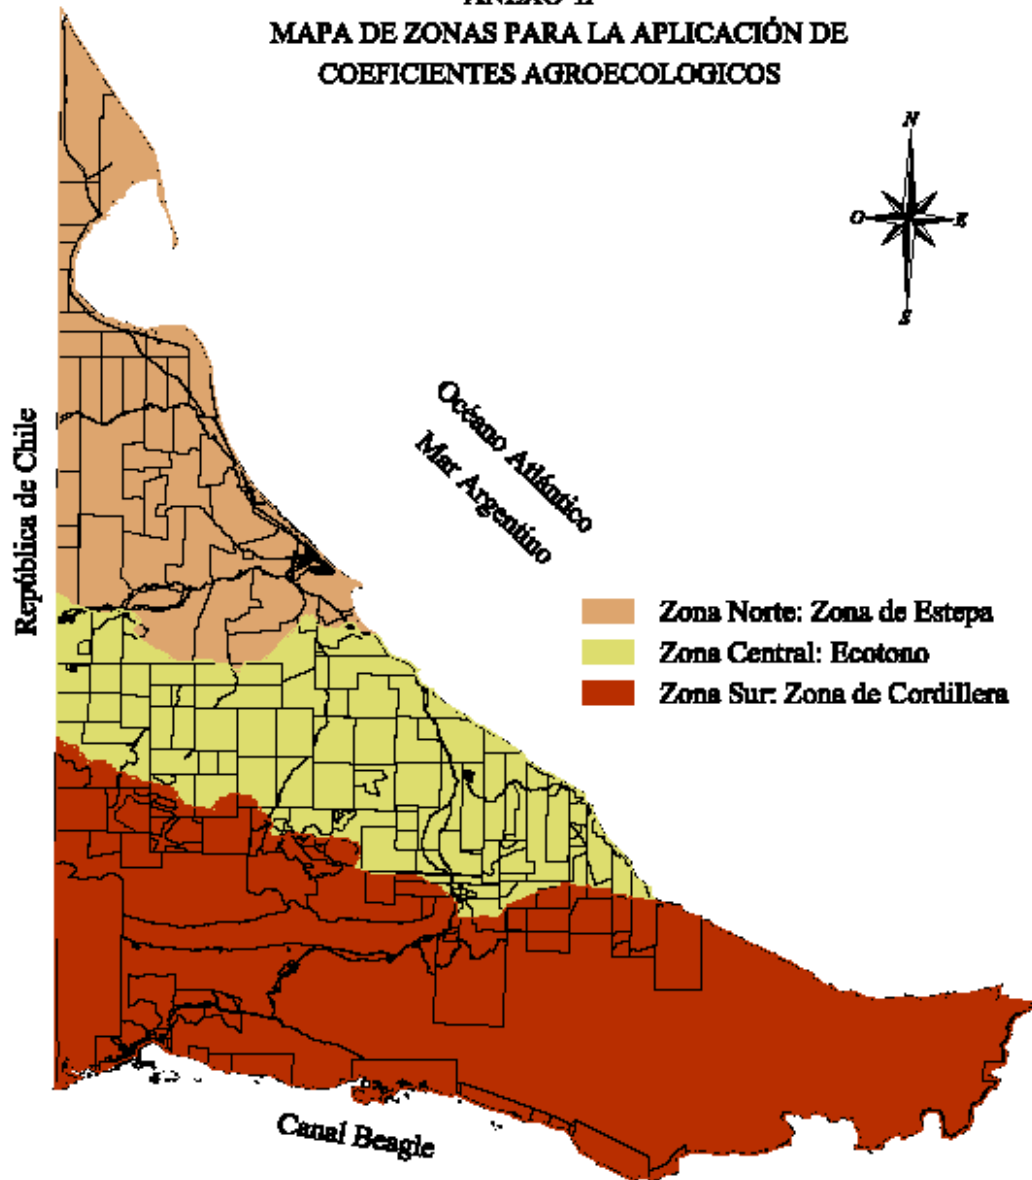 MAPA DE ZONAS PARA LA APLICACIÓN DE
COEFICIENTES AGROECOLOGICOS
N
O
E
S
Océano Atlántico
Mar Argentino
República de Chile
Zona Norte: Zona de Estepa
Zona Central: Ecotono
Zona Sur: Zona de Cordillera
Canal Beagle